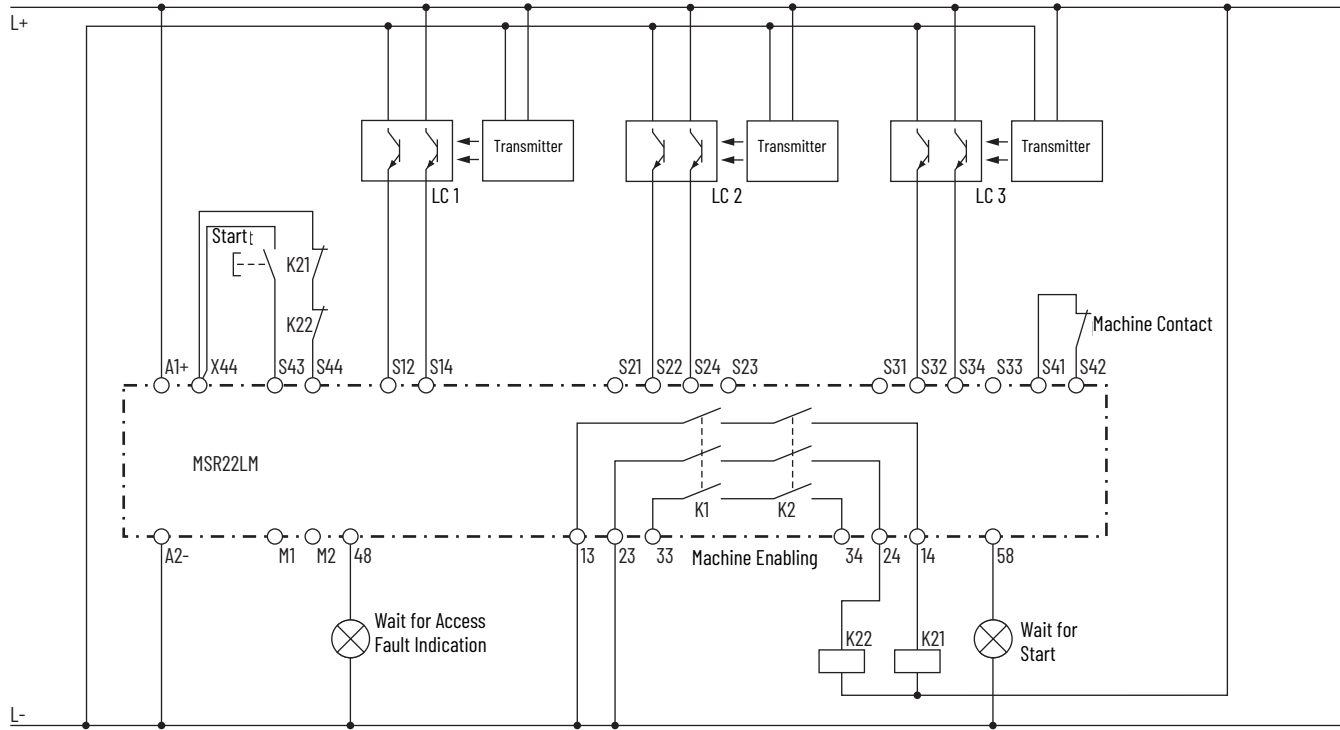 L+
Transmitter
Transmitter
Transmitter
LC 1
LC 2
LC 3
Start
K21
K22
Machine Contact
A1+
X44
S43
S44
S12
S14
S21
S22
S24
S23
S31
S32
S34
S33
S41
S42
MSR22LM
K1
K2
A2-
M1
M2
48
13
23
33
Machine Enabling
34
24
14
58
Wait for Access
Fault Indication
K22
K21
Wait for
Start
L-